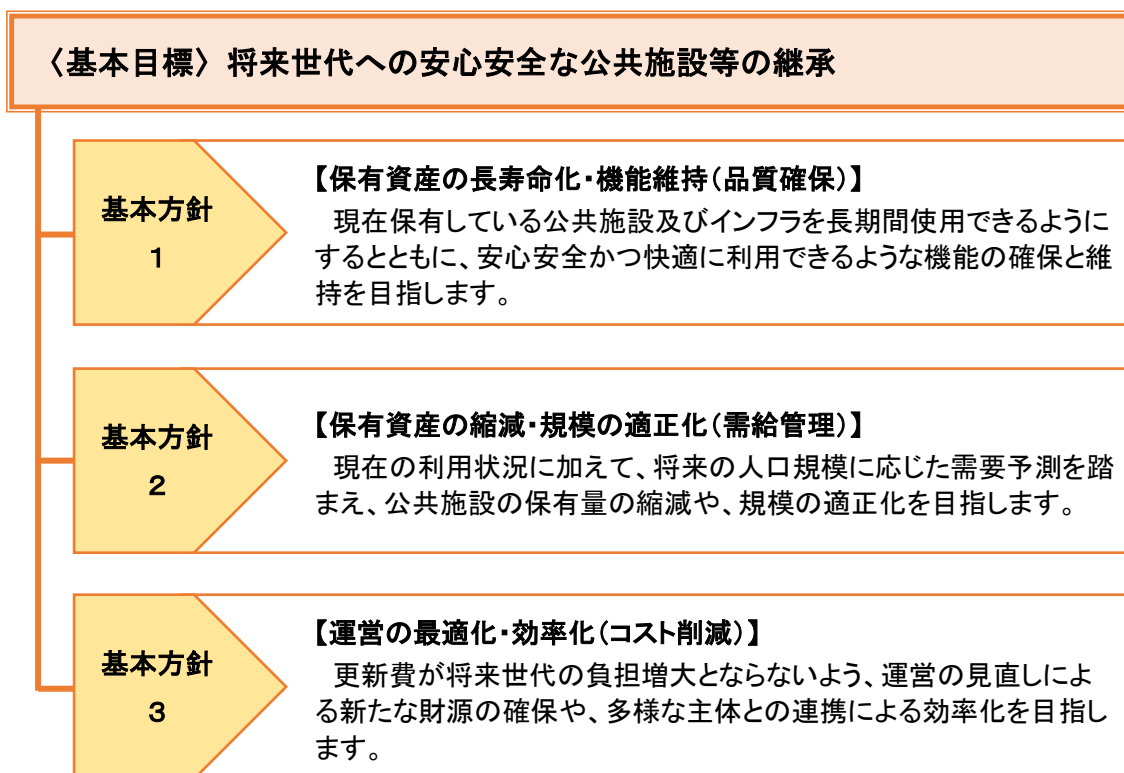 〈基本目標〉 将来世代への安心安全な公共施設等の継承
基本方針
1
【保有資産の長寿命化・機能維持（品質確保）】
現在保有している公共施設及びインフラを長期間使用できるように
するとともに、安心安全かつ快適に利用できるような機能の確保と維
持を目指します。
基本方針
2
【保有資産の縮減・規模の適正化（需給管理）】
現在の利用状況に加えて、将来の人口規模に応じた需要予測を踏
まえ、公共施設の保有量の縮減や、規模の適正化を目指します。
基本方針
3
【運営の最適化・効率化（コスト削減）】
更新費が将来世代の負担増大とならないよう、運営の見直しによ
る新たな財源の確保や、多様な主体との連携による効率化を目指し
ます。